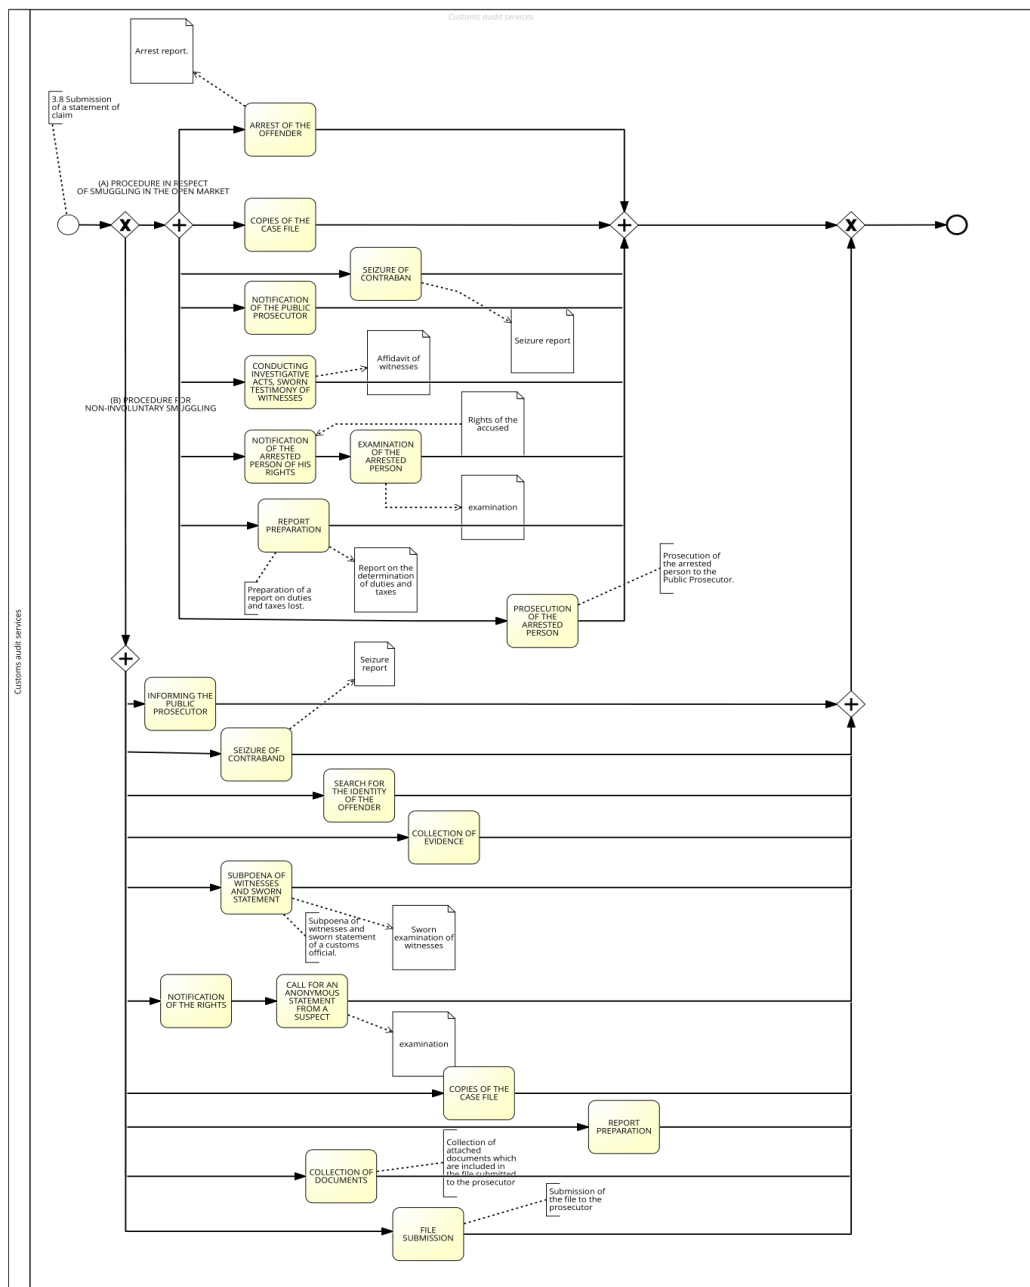 Customs audit services
Customs audit services
Arrest report.
3.8 Submission
of a statement of
claim
ARREST OF THE
OFFENDER
(A) PROCEDURE IN RESPECT
OF SMUGGLING IN THE OPEN MARKET
COPIES OF THE
CASE FILE
SEIZURE OF
CONTRABAN
NOTIFICATION
OF THE PUBLIC
PROSECUTOR
Seizure report
Affidavit of
witnesses
CONDUCTING
INVESTIGATIVE
ACTS, SWORN
TESTIMONY OF
WITNESSES
(B) PROCEDURE FOR
NON-INVOLUNTARY SMUGGLING
Rights of the
accused
NOTIFICATION
OF THE
ARRESTED
PERSON OF HIS
RIGHTS
EXAMINATION
OF THE
ARRESTED
PERSON
examination
REPORT
PREPARATION
Preparation of a
report on duties
and taxes lost.
Report on the
determination
of duties and
taxes
Prosecution of
the arrested
person to the
Public Prosecutor.
PROSECUTION
OF THE
ARRESTED
PERSON
Seizure
report
INFORMING THE
PUBLIC
PROSECUTOR
SEIZURE OF
CONTRABAND
SEARCH FOR
THE IDENTITY
OF THE
OFFENDER
COLLECTION OF
EVIDENCE
SUBPOENA OF
WITNESSES
AND SWORN
STATEMENT
Subpoena of
witnesses and
sworn statement
of a customs
official.
Sworn
examination of
witnesses
NOTIFICATION
OF THE RIGHTS
CALL FOR AN
ANONYMOUS
STATEMENT
FROM A
SUSPECT
examination
COPIES OF THE
CASE FILE
REPORT
PREPARATION
Collection of
attached
documents which
are included in
the file submitted
to the prosecutor
COLLECTION OF
DOCUMENTS
Submission of
the file to the
prosecutor
FILE
SUBMISSION